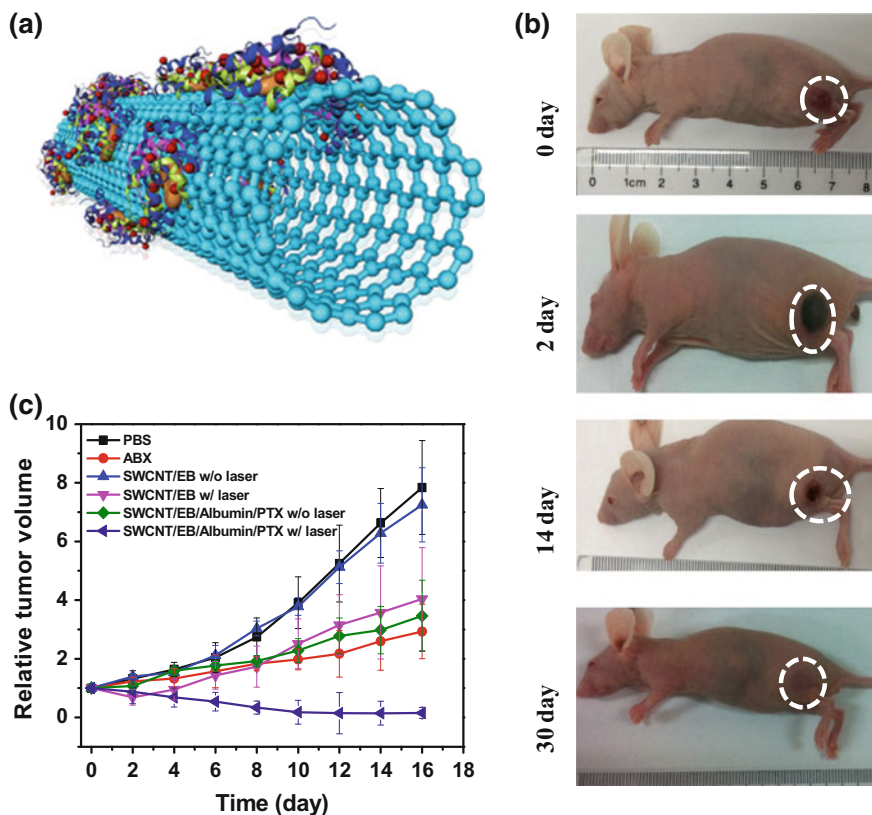 (a)
(b)
0 day
0 1cm 2 3 4 5 6 7 8
2 day
14 day
30 day
(c)
10
8
6
4
2
0
PBS
ABX
SWCNT/EB w/o laser
SWCNT/EB w/ laser
SWCNT/EB/Albumin/PTX w/o laser
SWCNT/EB/Albumin/PTX w/ laser
Relative tumor volume
0 2 4 6 8 10 12 14 16 18
Time (day)